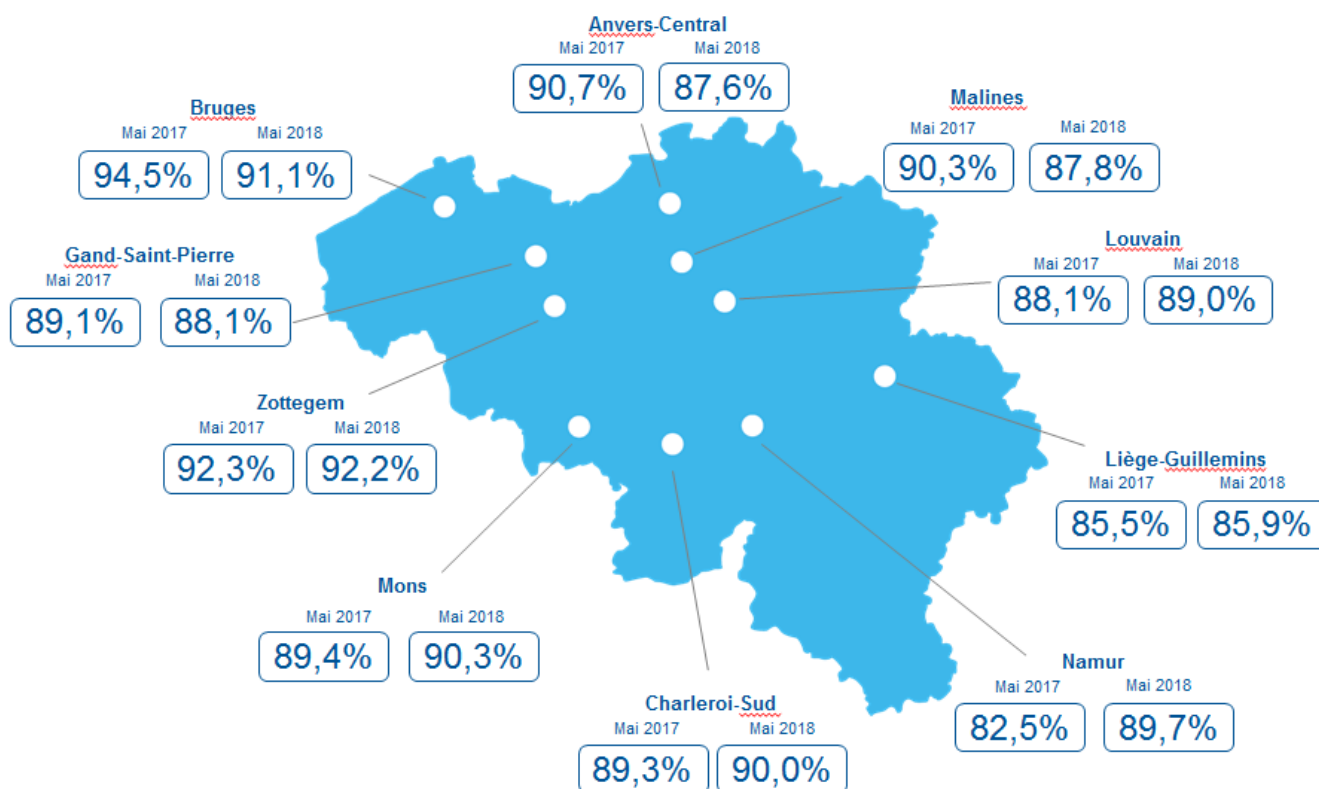 Anvers-Central
Mai 2017 Mai 2018
90,7% 87,6%
Bruges
Mai 2017 Mai 2018
94,5% 91,1%
Malines
Mai 2017 Mai 2018
90,3% 87,8%
Gand-Saint-Pierre
Mai 2017 Mai 2018
89,1% 88,1%
Louvain
Mai 2017 Mai 2018
88,1% 89,0%
Zottegem
Mai 2017 Mai 2018
92,3% 92,2%
Liège-Guillemins
Mai 2017 Mai 2018
85,5% 85,9%
Mons
Mai 2017 Mai 2018
89,4% 90,3%
Namur
Mai 2017 Mai 2018
82,5% 89,7%
Charleroi-Sud
Mai 2017 Mai 2018
89,3% 90,0%